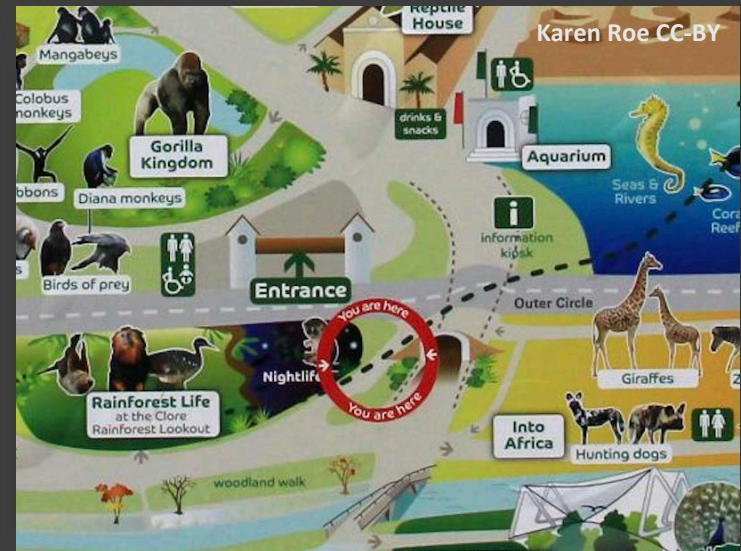 Reptile
House
Karen Roe CC-BY
Mangabeys
Colobus
monkeys
Gorilla
Kingdom
drinks &
snacks
Aquarium
Diana monkeys
Seas &
Rivers
Reef
i
information
kiosk
Birds of prey
Entrance
Outer Circle
You are here
Nightlife
You are here
Giraffes
Rainforest Life
at the Clore
Rainforest Lookout
Into
Africa
Hunting dogs
woodland walk